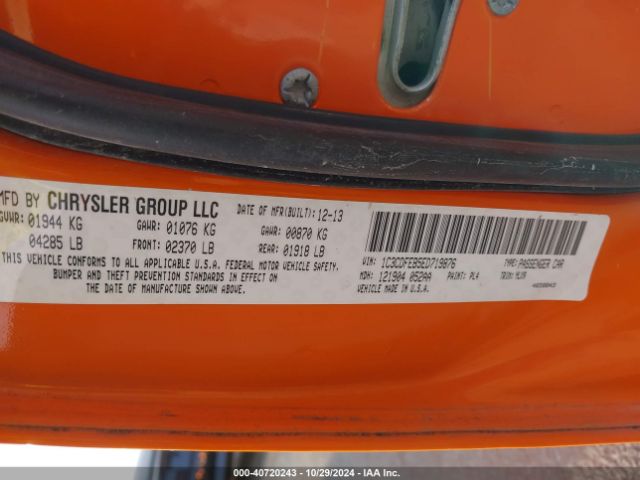 MFD BY CHRYSLER GROUP LLC
DATE OF MFR(BUILT): 12-13
GVWR: 01944 KG
GAWR: 01076 KG
GAWR: 00870 KG
04285 LB
FRONT: 02370 LB
REAR: 01918 LB
THIS VEHICLE CONFORMS TO ALL APPLICABLE U.S.A. FEDERAL MOTOR VEHICLE SAFETY,
BUMPER AND THEFT PREVENTION STANDARDS IN EFFECT ON
THE DATE OF MANUFACTURE SHOWN ABOVE.
VIN: 1C3CDFEB5ED719876
TYPE: PASSENGER CAR
MDH: 121904 052AA
PAINT: PL4
TRIM:
VEHICLE MADE IN U.S.A.
000-40720243 - 10/29/2024 - IAA Inc.